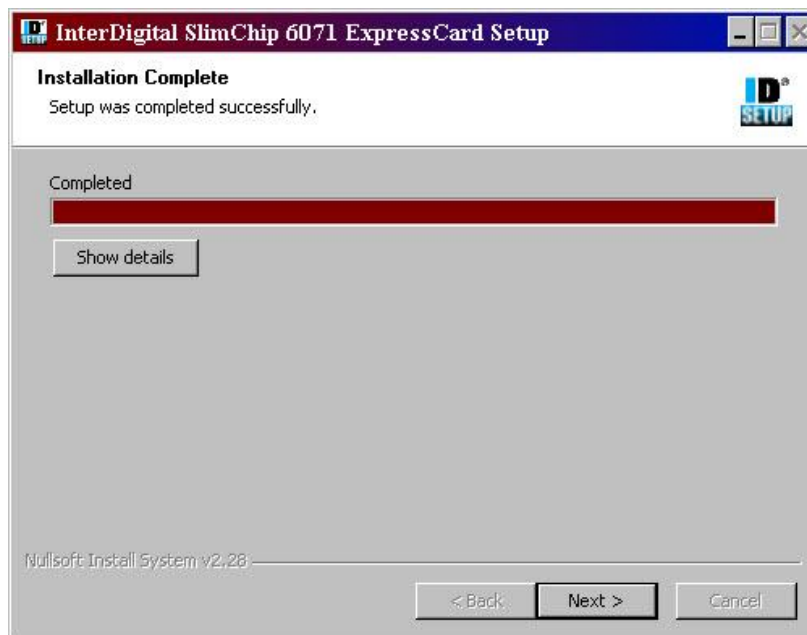 InterDigital SlimChip 6071 ExpressCard Setup
Installation Complete
Setup was completed successfully.
ID®
SETUP
Completed
Show details
Nullsoft Install System v2.28
< Back Next > Cancel